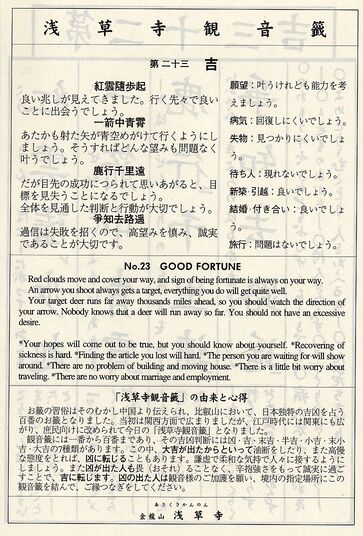 浅草寺観音籤
第二十三 吉
紅雲随歩起
良い兆しが見えてきました。行く先々で良い
ことに出会うでしょう。
一箭中青霄
あたかも射た矢が青空めがけて行くようにし
ましょう。そうすればどんな望みも問題なく
叶うでしょう。
鹿行千里遠
だが目先の成功につられて思いあがると、目
標を見失うことになるでしょう。
全体を見通した判断と行動が大切でしょう。
争知去路遙
過信は失敗を招くので、高望みを慎み、誠実
であることが大切です。
願望：叶うけれども能力を考
えましょう。
病気：回復しにくいでしょ
う。
失物：見つかりにくいでしょ
う。
待ち人：現れないでしょう。
新築・引越：良いでしょう。
結婚・付き合い：良いでしょ
う。
旅行：問題はないでしょう。
No.23 GOOD FORTUNE
Red clouds move and cover your way, and sign of being fortunate is always on your way.
An arrow you shoot always gets a target, everything you do will get quite well.
Your target deer runs far away thousands miles ahead, so you should watch the direction
of your arrow. Nobody knows that a deer will run away so far. You should not have an excessive
desire.
*Your hopes will come out to be true, but you should know about yourself. *Recovering of
sickness is hard. *Finding the article you lost will hard. *The person you are waiting for will show
around. *There are no problem of building and moving house. *There is a little bit worry about
traveling. *There are no worry about marriage and employment.
「浅草寺観音籤」の由来と心得
お籤の習俗はそのむかし中国より伝えられ、比叡山において、日本独特の吉凶を占う
百番のお籤となりました。当初は関西方面で広まりましたが、江戸時代には関東にも広
がり、庶民向けに改められて今日の「浅草寺観音籤」となりました。
観音籤には一番から百番まであり、その吉凶判断には凶・吉・末吉・半吉・小吉・末小
吉・大吉の7種類があります。この中、大吉が出たからといって油断をしたり、また高慢
な態度をとれば、凶に転じることもあります。謙虚で柔和な気持で人々に接するように
しましょう。また凶が出た人も畏（おそれ）ることなく、辛抱強さをもって誠実に過ご
すことで、吉に転じます。凶の出た人は観音様のご加護を願い、境内の指定場所にこの
観音籤を結んで、ご縁つなぎをしてください。
あさくさかんのん
金龍山 浅草寺